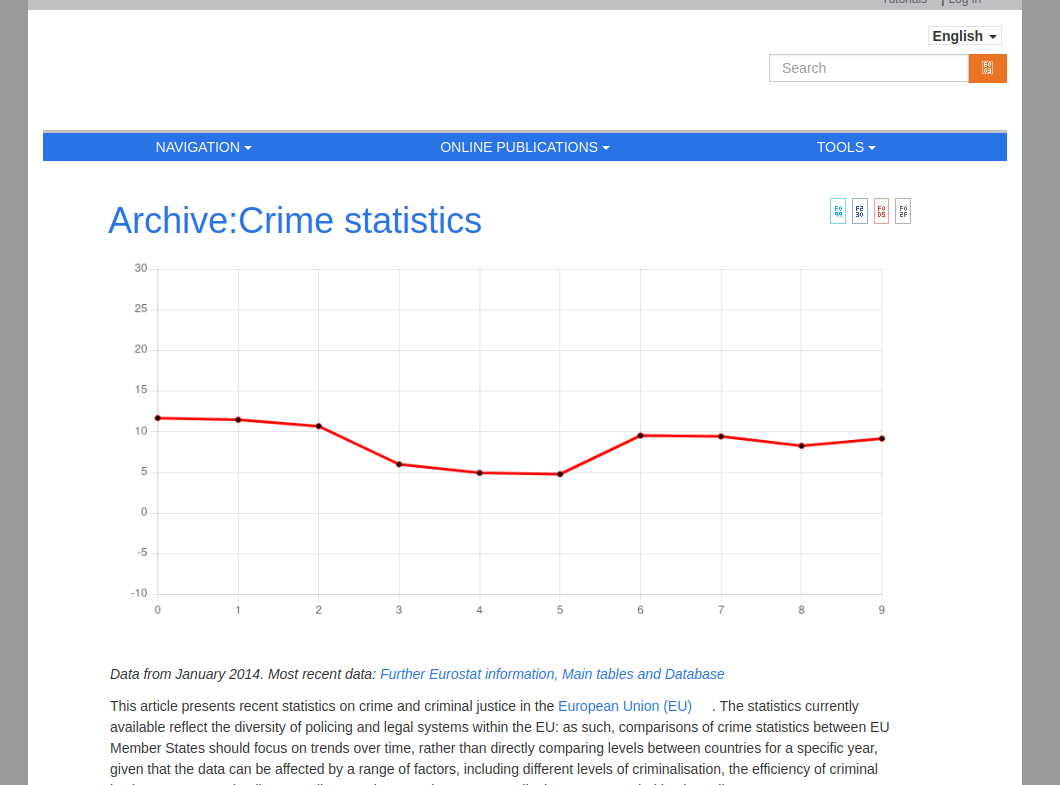 Tutorials | Log in
English
Search
NAVIGATION ONLINE PUBLICATIONS TOOLS
Archive:Crime statistics
30
25
20
15
10
5
0
-5
-10
0 1 2 3 4 5 6 7 8 9
Data from January 2014. Most recent data: Further Eurostat information, Main tables and Database
This article presents recent statistics on crime and criminal justice in the European Union (EU) . The statistics currently
available reflect the diversity of policing and legal systems within the EU: as such, comparisons of crime statistics between EU
Member States should focus on trends over time, rather than directly comparing levels between countries for a specific year,
given that the data can be affected by a range of factors, including different levels of criminalisation, the efficiency of criminal